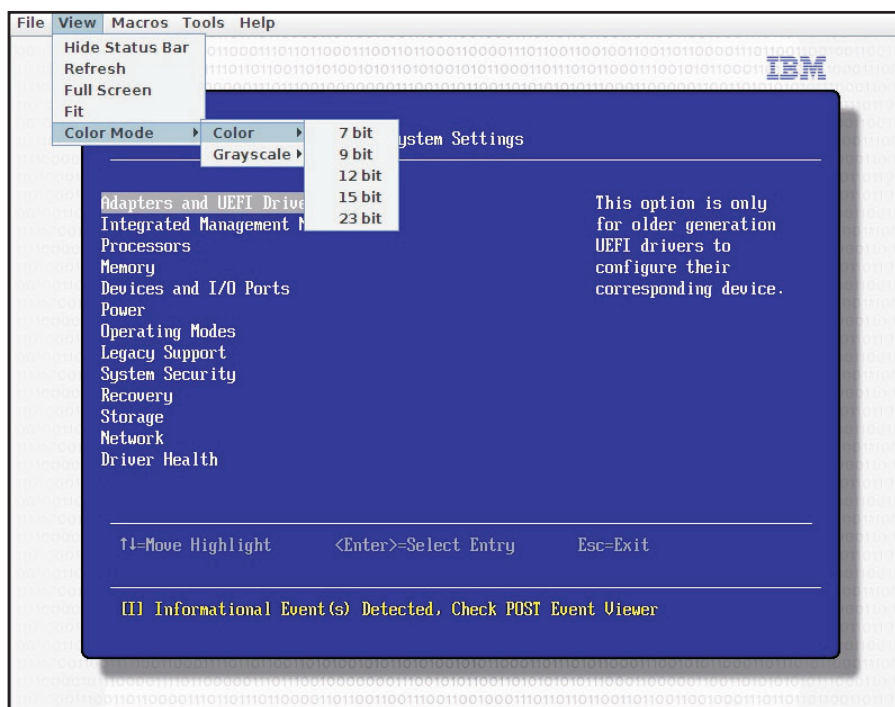 File View Macros Tools Help
Hide Status Bar
Refresh
Full Screen
Fit
Color Mode
Color
Grayscale
7 bit
9 bit
12 bit
15 bit
23 bit
IBM
Settings
Adapters and UEFI
Integrated Management
Processors
Memory
Devices and I/O Ports
Power
Operating Modes
Legacy Support
System Security
Recovery
Storage
Network
Driver Health
This option is only
for older generation
UEFI drivers to
configure their
corresponding device.
↑↓=Move Highlight <Enter>=Select Entry Esc=Exit
[I] Informational Event(s) Detected, Check POST Event Viewer